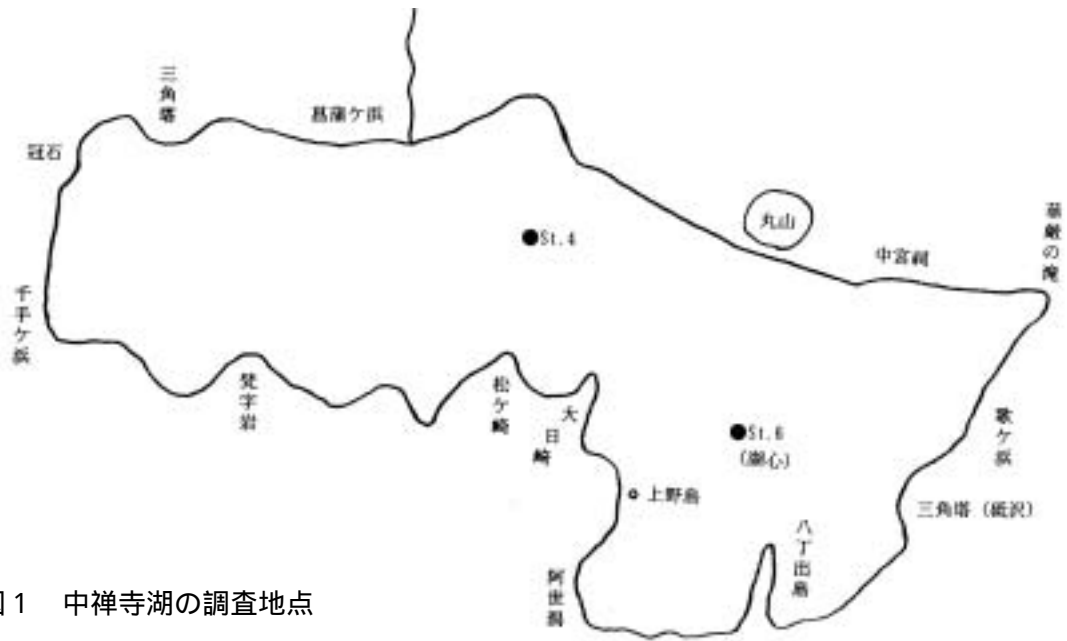 三角塔
菖蒲ケ浜
冠石
St.4
丸山
中宮祠
華厳の滝
千手ケ浜
梵字岩
松ケ崎
大日崎
St.6
(湖心)
歌ケ浜
上野島
三角塔(砥沢)
八丁出島
阿世潟
図1 中禅寺湖の調査地点